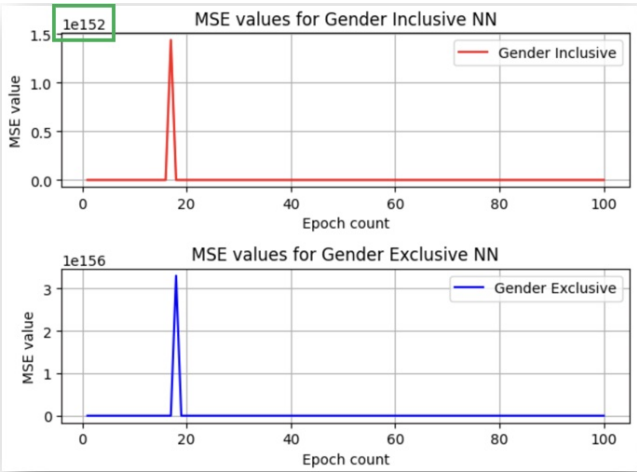 MSE values for Gender Inclusive NN
1e152
Gender Inclusive
MSE value
1.5
1.0
0.5
0.0
0 20 40 60 80 100
Epoch count
MSE values for Gender Exclusive NN
1e156
Gender Exclusive
MSE value
3
2
1
0
0 20 40 60 80 100
Epoch count